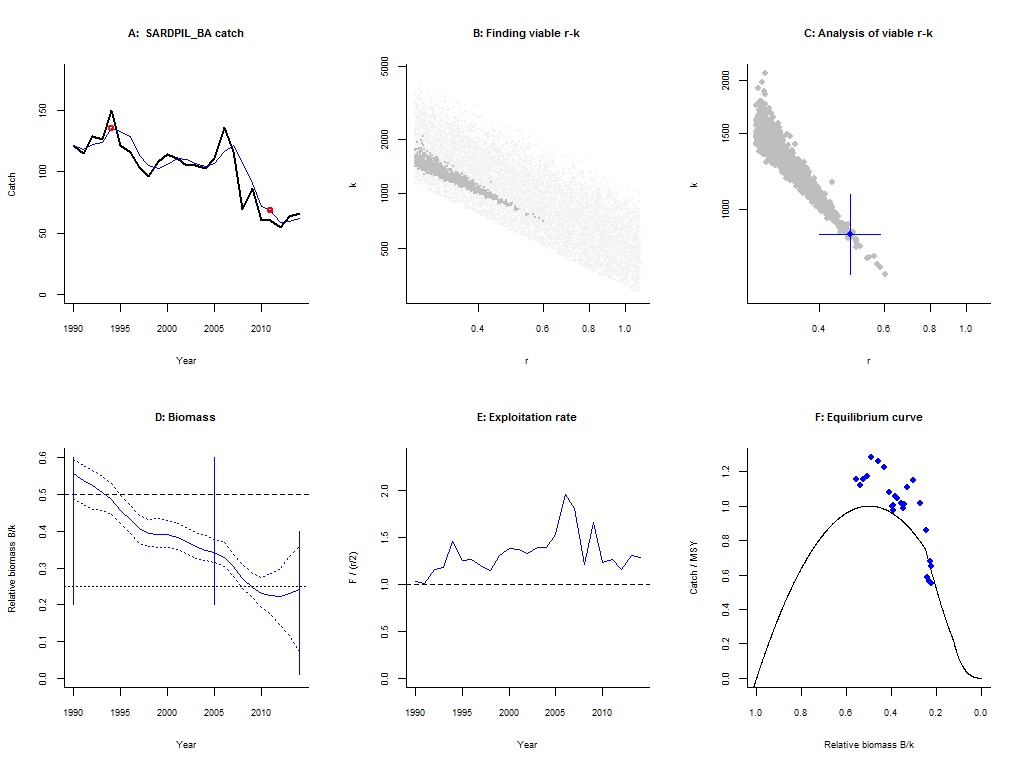 A: SARDPIL_BA catch
Catch
150
100
50
0
1990 1995 2000 2005 2010
Year
B: Finding viable r-k
k
5000
2000
1000
500
0.4 0.6 0.8 1.0
r
C: Analysis of viable r-k
k
2000
1500
1000
0.4 0.6 0.8 1.0
r
D: Biomass
Relative biomass B/k
0.6
0.5
0.4
0.3
0.2
0.1
0.0
1990 1995 2000 2005 2010
Year
E: Exploitation rate
F / (r/2)
2.0
1.5
1.0
0.5
0.0
1990 1995 2000 2005 2010
Year
F: Equilibrium curve
Catch / MSY
1.2
1.0
0.8
0.6
0.4
0.2
0.0
1.0 0.8 0.6 0.4 0.2 0.0
Relative biomass B/k